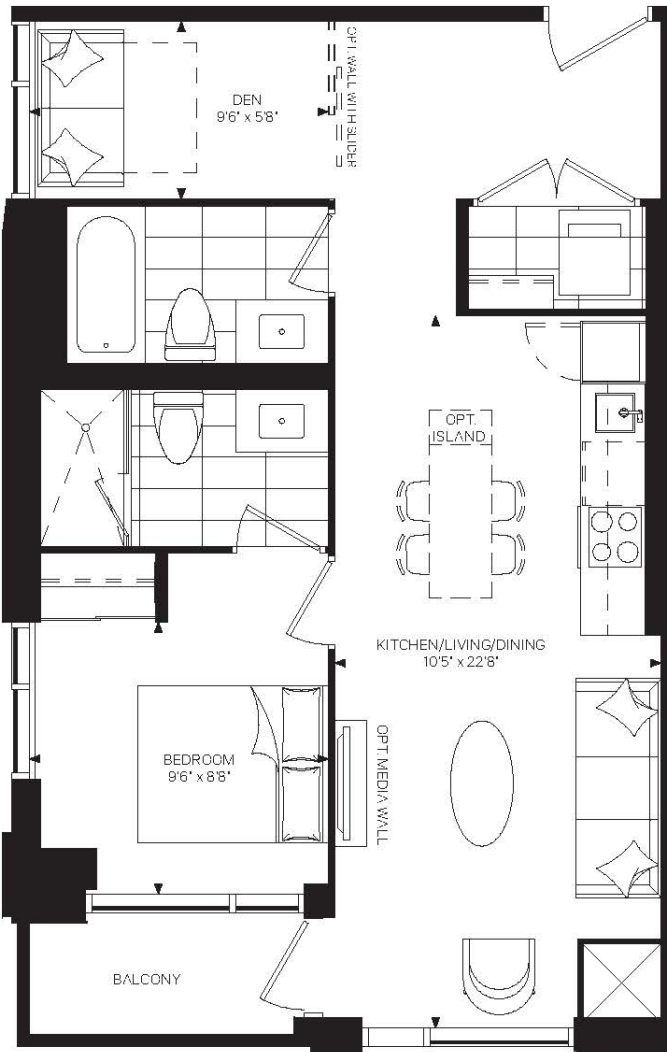 DEN
9'6" x 5'8"
OPT. WALL WITH SLIDER
OPT.
ISLAND
KITCHEN/LIVING/DINING
10'5" x 22'8"
BEDROOM
9'6" x 8'8"
OPT. MEDIA WALL
BALCONY